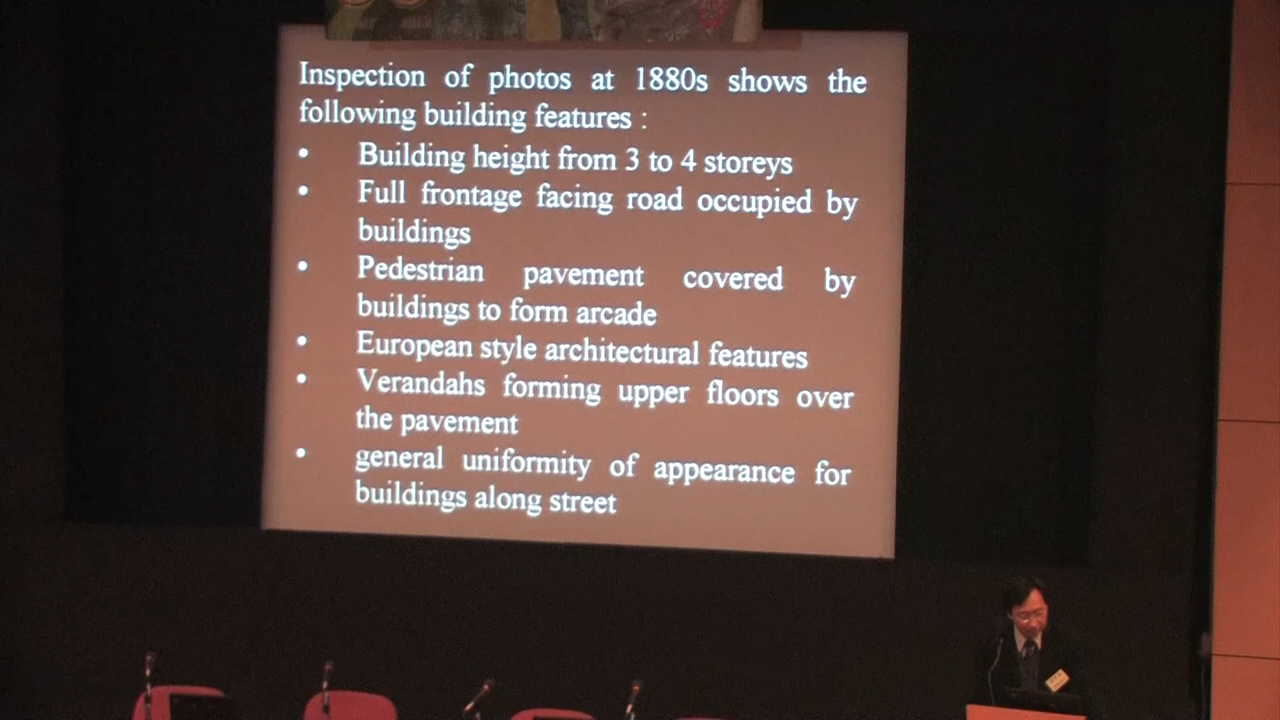 Inspection of photos at 1880s shows the
following building features :
• Building height from 3 to 4 storeys
• Full frontage facing road occupied by
buildings
• Pedestrian pavement covered by
buildings to form arcade
• European style architectural features
• Verandahs forming upper floors over
the pavement
• general uniformity of appearance for
buildings along street